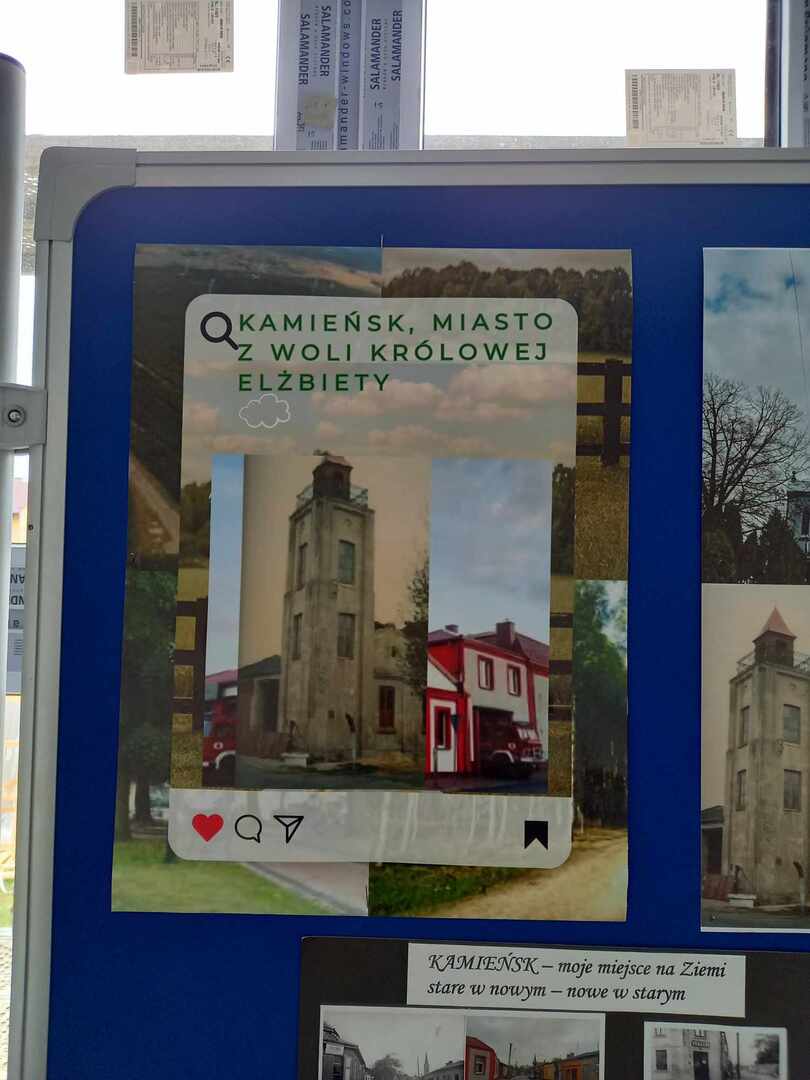 SALAMANDER
SALAMANDER
SALAMANDER
KAMIEŃSK, MIASTO
Z WOLI KRÓLOWEJ
ELŻBIETY
KAMIEŃSK – moje miejsce na Ziemi
stare w nowym – nowe w starym